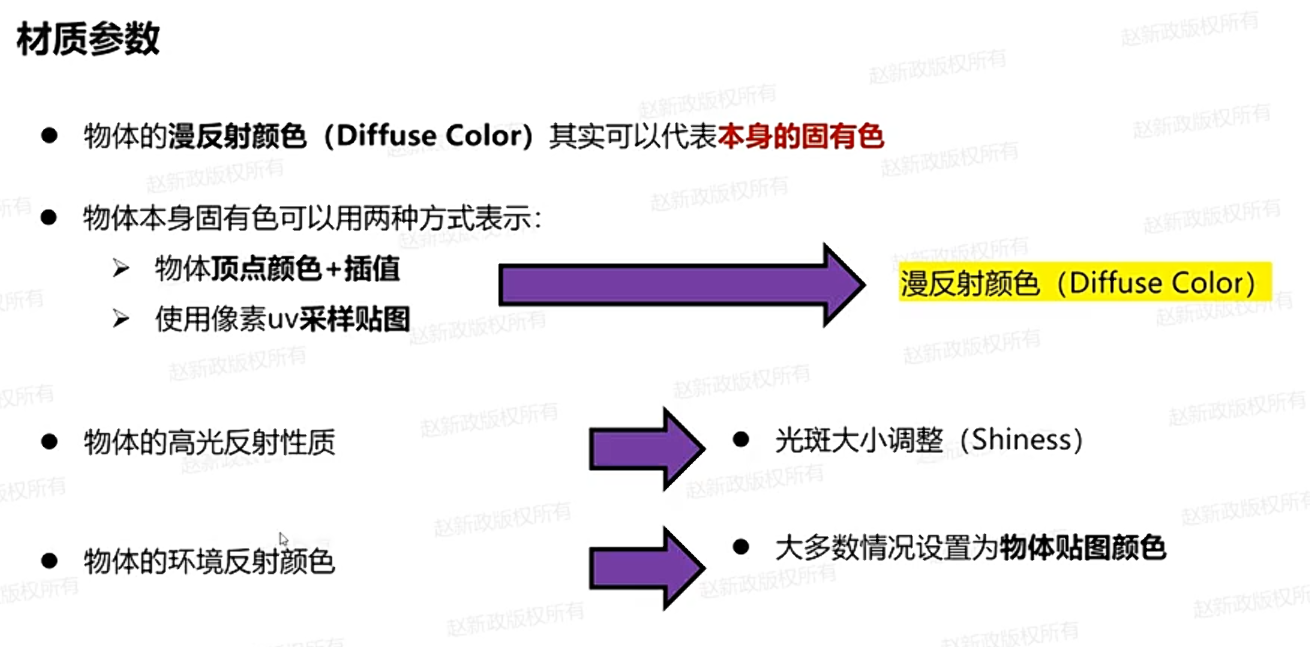 材质参数
● 物体的漫反射颜色（Diffuse Color）其实可以代表本身的固有色
● 物体本身固有色可以用两种方式表示：
➢ 物体顶点颜色+插值
➢ 使用像素uv采样贴图
漫反射颜色（Diffuse Color）
● 物体的高光反射性质
● 光斑大小调整（Shiness）
● 物体的环境反射颜色
● 大多数情况设置为物体贴图颜色
赵新政版权所有